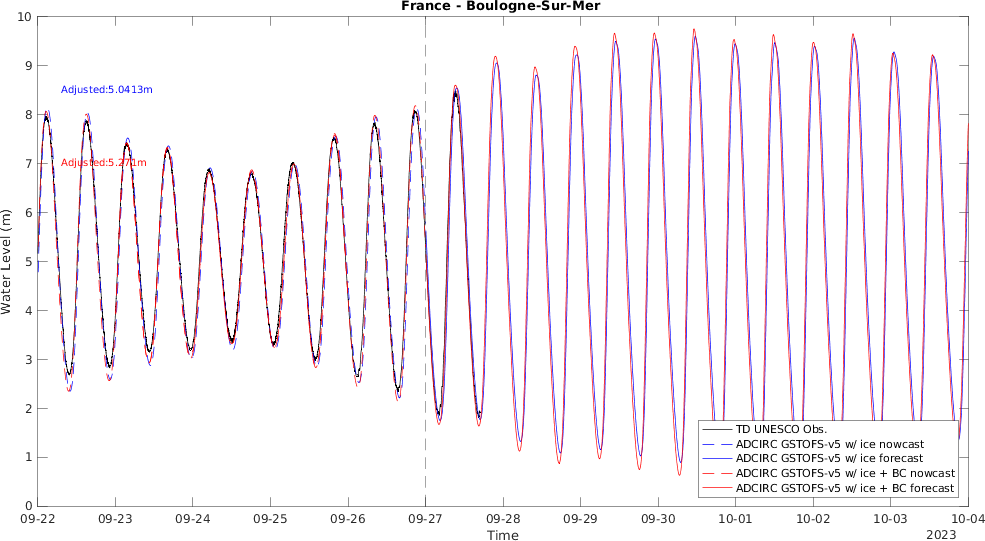 France - Boulogne-Sur-Mer
10
9
8
7
6
5
4
3
2
1
0
Water Level (m)
Adjusted:5.0413m
Adjusted:5.271m
TD UNESCO Obs.
ADCIRC GSTOFS-v5 w/ ice nowcast
ADCIRC GSTOFS-v5 w/ ice forecast
ADCIRC GSTOFS-v5 w/ ice + BC nowcast
ADCIRC GSTOFS-v5 w/ ice + BC forecast
09-22 09-23 09-24 09-25 09-26 09-27 09-28 09-29 09-30 10-01 10-02 10-03 10-04
Time 2023